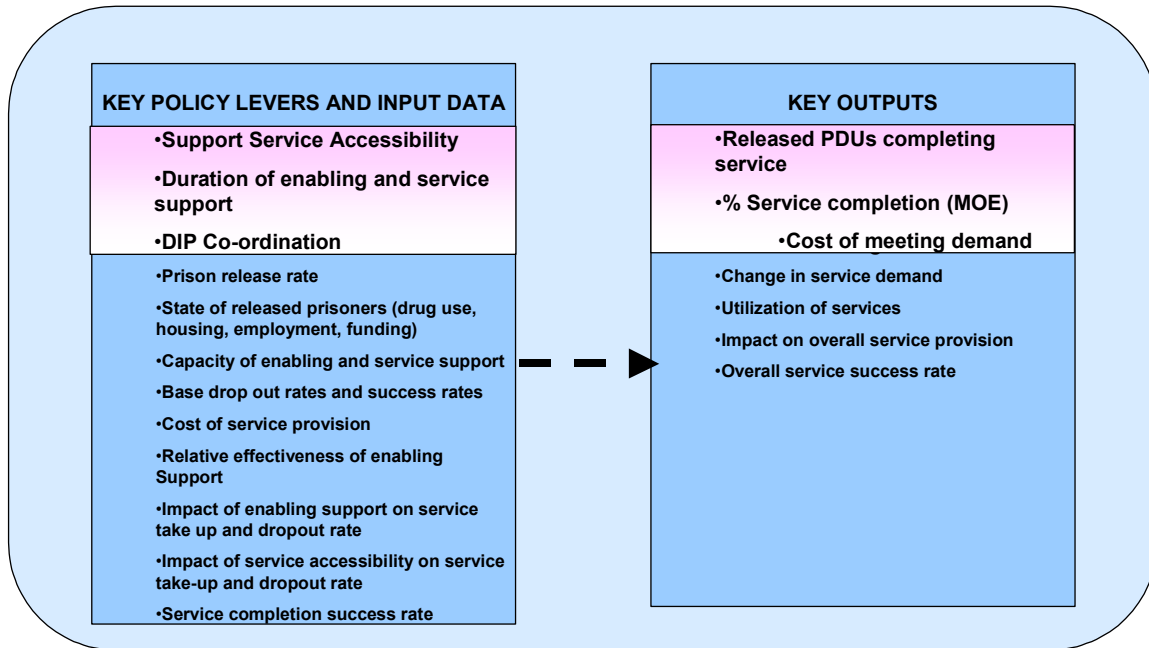 KEY POLICY LEVERS AND INPUT DATA
•Support Service Accessibility
•Duration of enabling and service
support
•DIP Co-ordination
•Prison release rate
•State of released prisoners (drug use,
housing, employment, funding)
•Capacity of enabling and service support
•Base drop out rates and success rates
•Cost of service provision
•Relative effectiveness of enabling
Support
•Impact of enabling support on service
take up and dropout rate
•Impact of service accessibility on service
take-up and dropout rate
•Service completion success rate
KEY OUTPUTS
•Released PDUs completing
service
•% Service completion (MOE)
•Cost of meeting demand
•Change in service demand
•Utilization of services
•Impact on overall service provision
•Overall service success rate